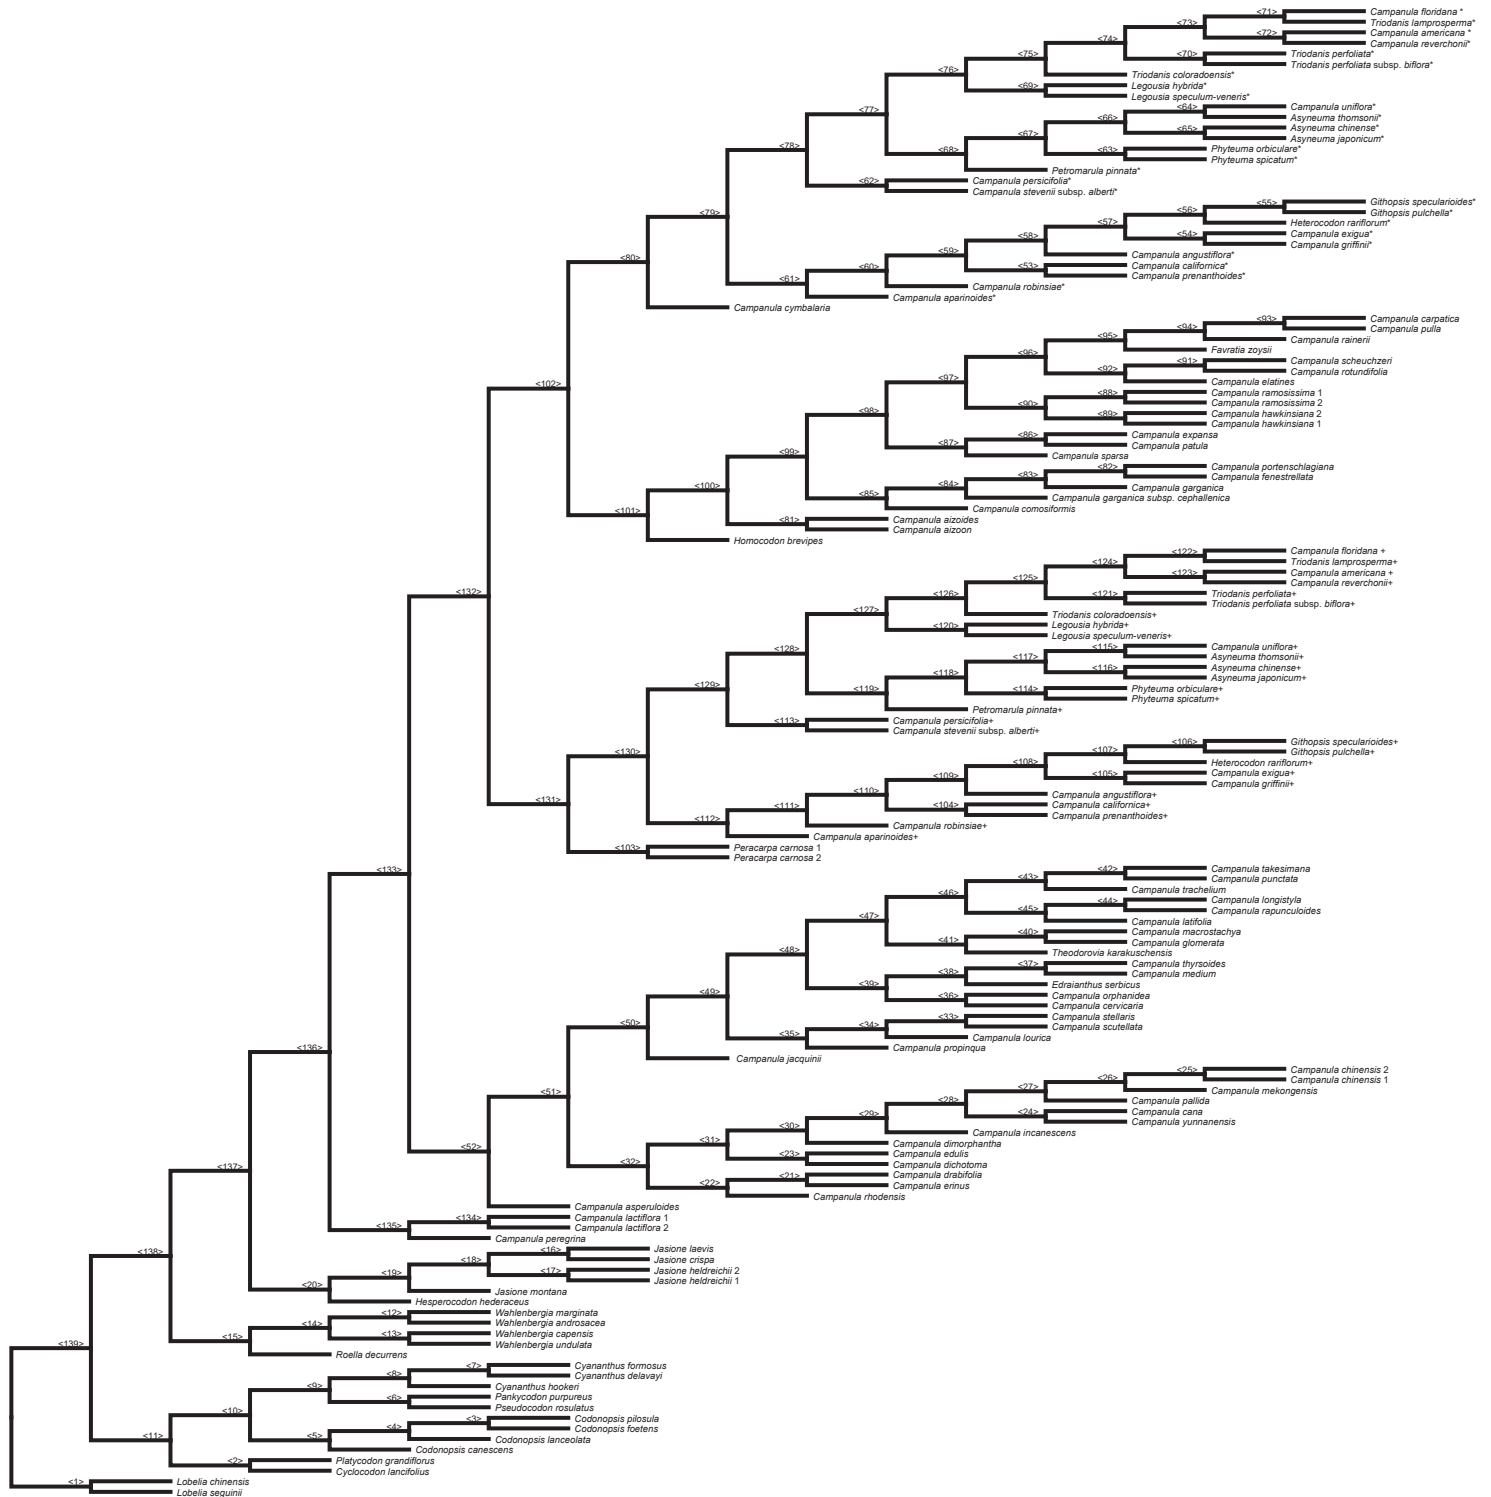 <71> Campanula floridana *
<73> Triodanis lamprosperma*
<72> Campanula americana *
<74> Campanula reverchonii*
<70> Triodanis perfoliata*
<75> Triodanis perfoliata subsp. biflora*
<76> Triodanis coloradoensis*
<69> Legousia hybrida*
Legousia speculum-veneris*
<77> <64> Campanula uniflora*
<66> Asyneuma thomsonii*
<65> Asyneuma chinense*
<67> Asyneuma japonicum*
<78> <68> <63> Phyteuma orbiculare*
Phyteuma spicatum*
Petromarula pinnata*
<62> Campanula persicifolia*
Campanula stevenii subsp. alberti*
<55> Githopsis specularioides*
<79> <56> Githopsis pulchella*
<57> Heterocodon rariflorum*
<54> Campanula exigua*
<58> Campanula griffinii*
<80> <59> Campanula angustiflora*
<60> <53> Campanula californica*
Campanula prenanthoides*
<61> Campanula robinsiae*
Campanula aparinoides*
Campanula cymbalaria
<93> Campanula carpatica
<94> Campanula pulla
<95> Campanula rainerii
<96> Favratia zoysii
<91> Campanula scheuchzeri
<92> Campanula rotundifolia
<97> Campanula elatines
<102> <88> Campanula ramosissima 1
<90> Campanula ramosissima 2
<98> <89> Campanula hawkinsiana 2
Campanula hawkinsiana 1
<86> Campanula expansa
<87> Campanula patula
<99> Campanula sparsa
<82> Campanula portenschlagiana
<83> Campanula fenestrellata
<100> <84> Campanula garganica
<85> Campanula garganica subsp. cephallenica
<101> Campanula comosiformis
<81> Campanula aizoides
Campanula aizoon
Homocodon brevipes
<122> Campanula floridana +
<124> Triodanis lamprosperma+
<123> Campanula americana +
<125> Campanula reverchonii+
<132> <126> <121> Triodanis perfoliata+
Triodanis perfoliata subsp. biflora+
<127> Triodanis coloradoensis+
<120> Legousia hybrida+
Legousia speculum-veneris+
<128> <115> Campanula uniflora+
<117> Asyneuma thomsonii+
<116> Asyneuma chinense+
<118> Asyneuma japonicum+
<129> <119> <114> Phyteuma orbiculare+
Phyteuma spicatum+
Petromarula pinnata+
<113> Campanula persicifolia+
Campanula stevenii subsp. alberti+
<106> Githopsis specularioides+
<130> <107> Githopsis pulchella+
<108> Heterocodon rariflorum+
<105> Campanula exigua+
<109> Campanula griffinii+
<131> <110> Campanula angustiflora+
<111> <104> Campanula californica+
Campanula prenanthoides+
<112> Campanula robinsiae+
Campanula aparinoides+
<103> Peracarpa carnosa 1
Peracarpa carnosa 2
<133> <42> Campanula takesimana
<43> Campanula punctata
<46> Campanula trachelium
<44> Campanula longistyla
<45> Campanula rapunculoides
<47> Campanula latifolia
<40> Campanula macrostachya
<41> Campanula glomerata
<48> Theodorovia karakuschensis
<37> Campanula thyrsoides
<38> Campanula medium
<39> Edraianthus serbicus
<49> <36> Campanula orphanidea
Campanula cervicaria
<33> Campanula stellaris
<50> <34> Campanula scutellata
<35> Campanula lourica
<136> Campanula propinqua
Campanula jacquinii
<25> Campanula chinensis 2
<26> Campanula chinensis 1
<51> <27> Campanula mekongensis
<28> Campanula pallida
<29> <24> Campanula cana
Campanula yunnanensis
<30> Campanula incanescens
<31> Campanula dimorphantha
<52> <23> Campanula edulis
<32> Campanula dichotoma
<137> <21> Campanula drabifolia
<22> Campanula erinus
Campanula rhodensis
Campanula asperuloides
<134> Campanula lactiflora 1
<135> Campanula lactiflora 2
Campanula peregrina
<138> <16> Jasione laevis
<18> Jasione crispa
<19> <17> Jasione heldreichii 2
<20> Jasione heldreichii 1
Jasione montana
Hesperocodon hederaceus
<12> Wahlenbergia marginata
<14> Wahlenbergia androsacea
<15> <13> Wahlenbergia capensis
<139> Wahlenbergia undulata
Roella decurrens
<7> Cyananthus formosus
<8> Cyananthus delavayi
<9> Cyananthus hookeri
<6> Pankycodon purpureus
<10> Pseudocodon rosulatus
<3> Codonopsis pilosula
<4> Codonopsis foetens
<11> <5> Codonopsis lanceolata
Codonopsis canescens
<2> Platycodon grandiflorus
Cyclocodon lancifolius
<1> Lobelia chinensis
Lobelia seguinii